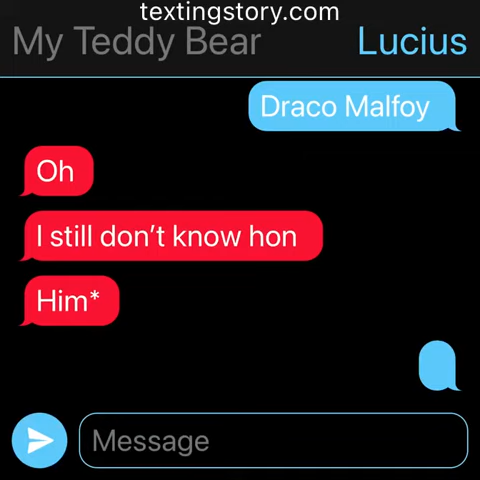 textingstory.com
My Teddy Bear
Lucius
Draco Malfoy
Oh
I still don’t know hon
Him*
Message